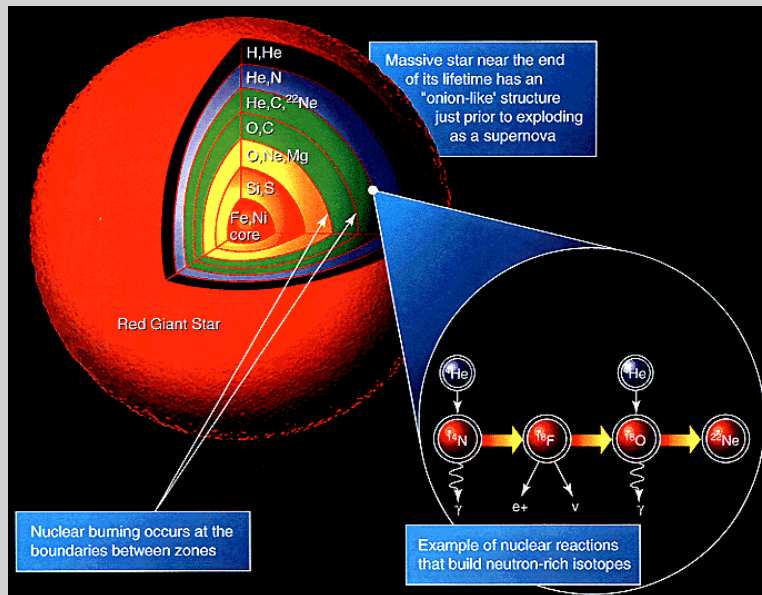 H,He
He,N
He,C,²²Ne
O,C
O,Ne,Mg
Si,S
Fe,Ni
core
Massive star near the end
of its lifetime has an
"onion-like' structure
just prior to exploding
as a supernova
Red Giant Star
⁴He
He
¹⁴N
¹⁸F
¹⁸O
²²Ne
γ
e+
ν
γ
Nuclear burning occurs at the
boundaries between zones
Example of nuclear reactions
that build neutron-rich isotopes